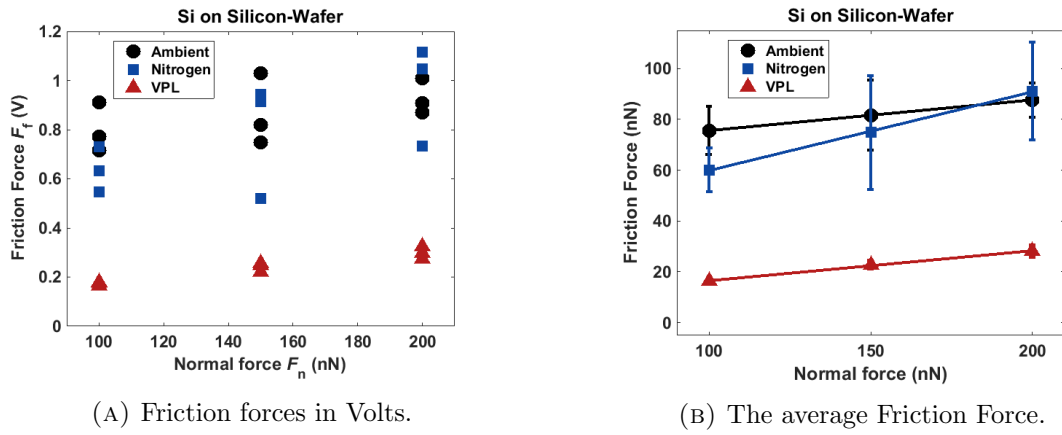 Si on Silicon-Wafer
Ambient
Nitrogen
VPL
Friction Force Ff (V)
1.2
1
0.8
0.6
0.4
0.2
0
100 120 140 160 180 200
Normal force Fn (nN)
(A) Friction forces in Volts.
Si on Silicon-Wafer
Ambient
Nitrogen
VPL
Friction Force (nN)
100
80
60
40
20
0
100 150 200
Normal force (nN)
(B) The average Friction Force.